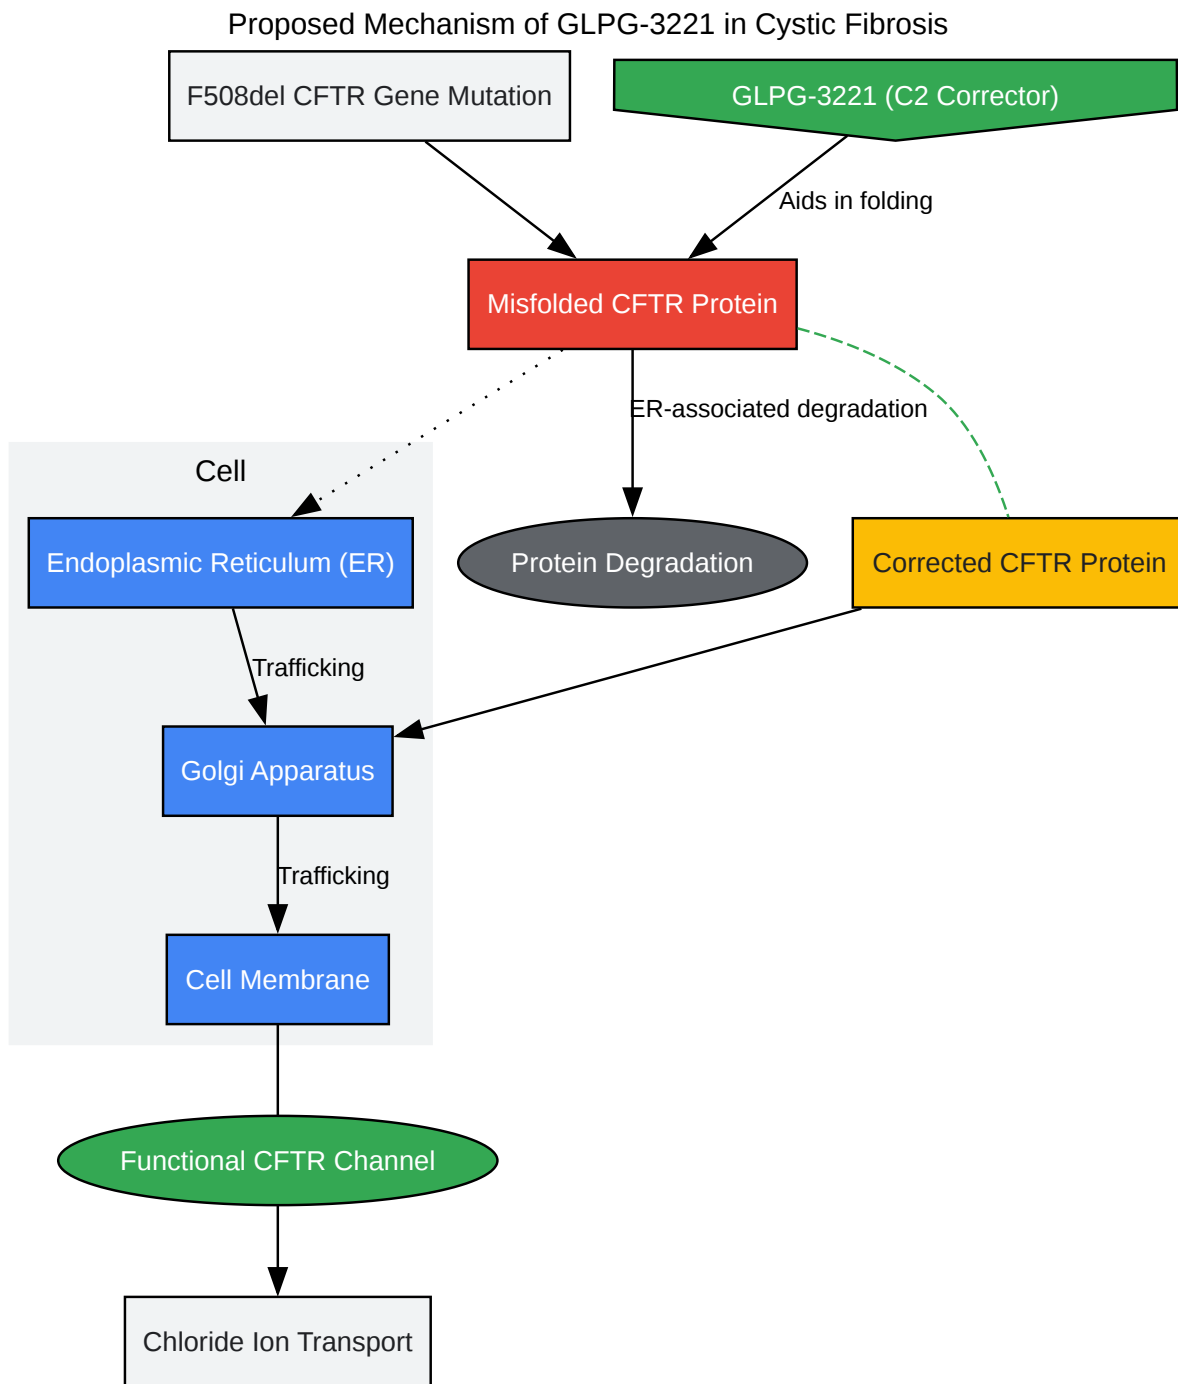 Proposed Mechanism of GLPG-3221 in Cystic Fibrosis
F508del CFTR Gene Mutation
GLPG-3221 (C2 Corrector)
Aids in folding
Misfolded CFTR Protein
ER-associated degradation
Cell
Endoplasmic Reticulum (ER)
Protein Degradation
Corrected CFTR Protein
Trafficking
Golgi Apparatus
Trafficking
Cell Membrane
Functional CFTR Channel
Chloride Ion Transport